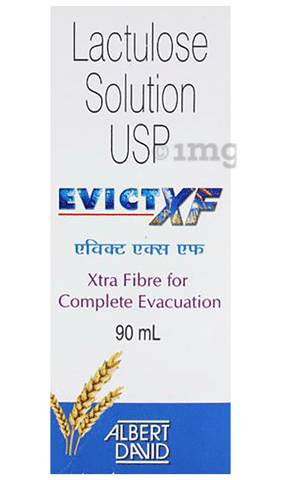 Lactulose
Solution
USP
©1mg
EVICT XF
एविक्ट एक्स एफ
Xtra Fibre for
Complete Evacuation
90 mL
ALBERT
DAVID